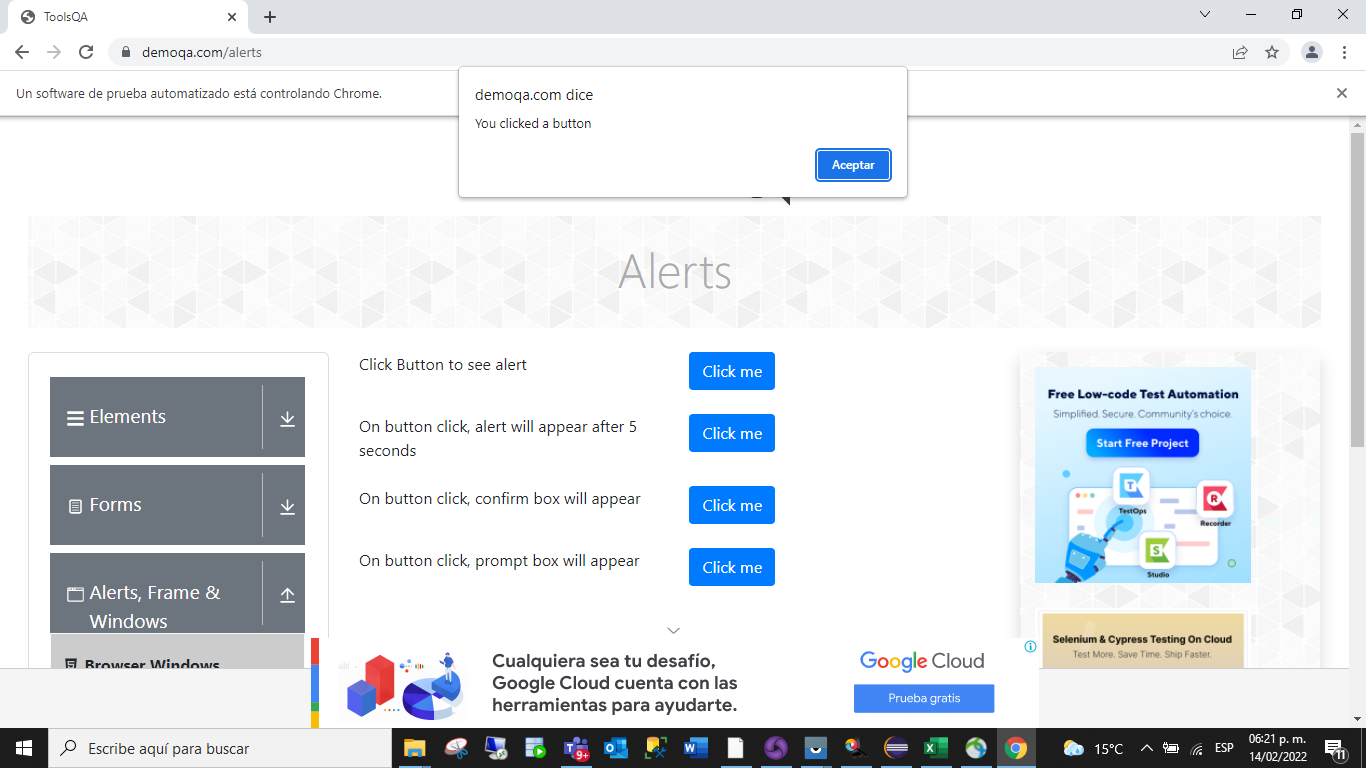 ToolsQA
demoqa.com/alerts
Un software de prueba automatizado está controlando Chrome.
demoqa.com dice
You clicked a button
Aceptar
Alerts
Elements
Forms
Alerts, Frame &
Windows
Browser Windows
Click Button to see alert
Click me
On button click, alert will appear after 5
seconds
Click me
On button click, confirm box will appear
Click me
On button click, prompt box will appear
Click me
Free Low-code Test Automation
Simplified. Secure. Community's choice.
Start Free Project
TestOps
Recorder
Studio
Selenium & Cypress Testing On Cloud
Test More. Save Time. Ship Faster.
Cualquiera sea tu desafío,
Google Cloud cuenta con las
herramientas para ayudarte.
Google Cloud
Prueba gratis
Escribe aquí para buscar
9+
15°C
ESP
06:21 p. m.
14/02/2022
11